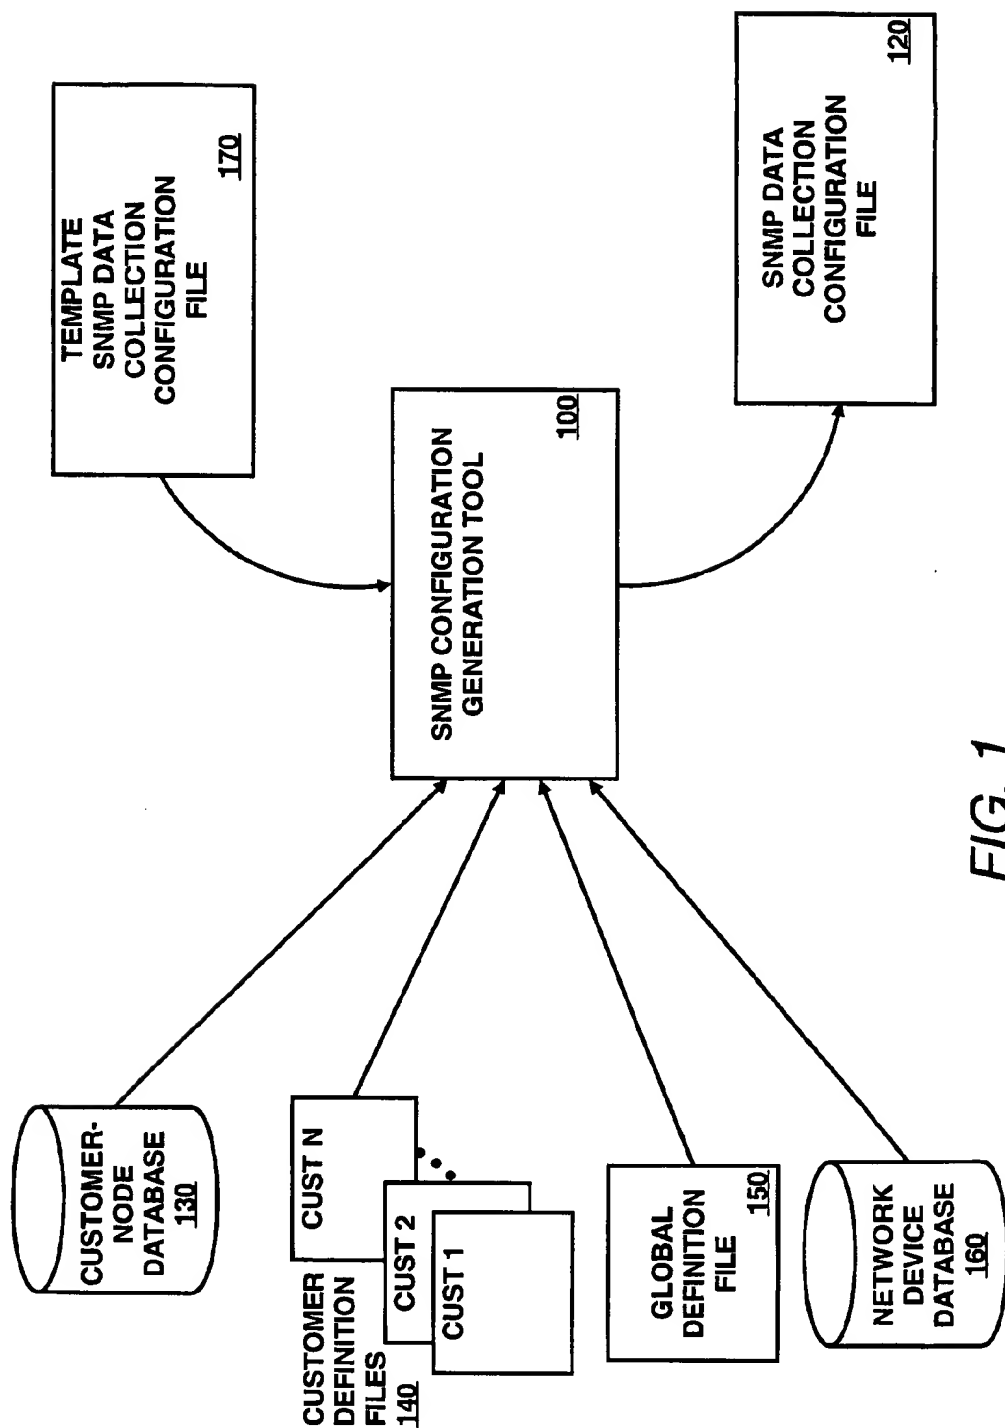 CUSTOMER-
NODE
DATABASE
130
CUSTOMER
DEFINITION
FILES
140
CUST N
CUST 2
CUST 1
GLOBAL
DEFINITION
FILE
150
NETWORK
DEVICE
DATABASE
160
SNMP CONFIGURATION
GENERATION TOOL
100
TEMPLATE
SNMP DATA
COLLECTION
CONFIGURATION
FILE
170
SNMP DATA
COLLECTION
CONFIGURATION
FILE
120
FIG. 1